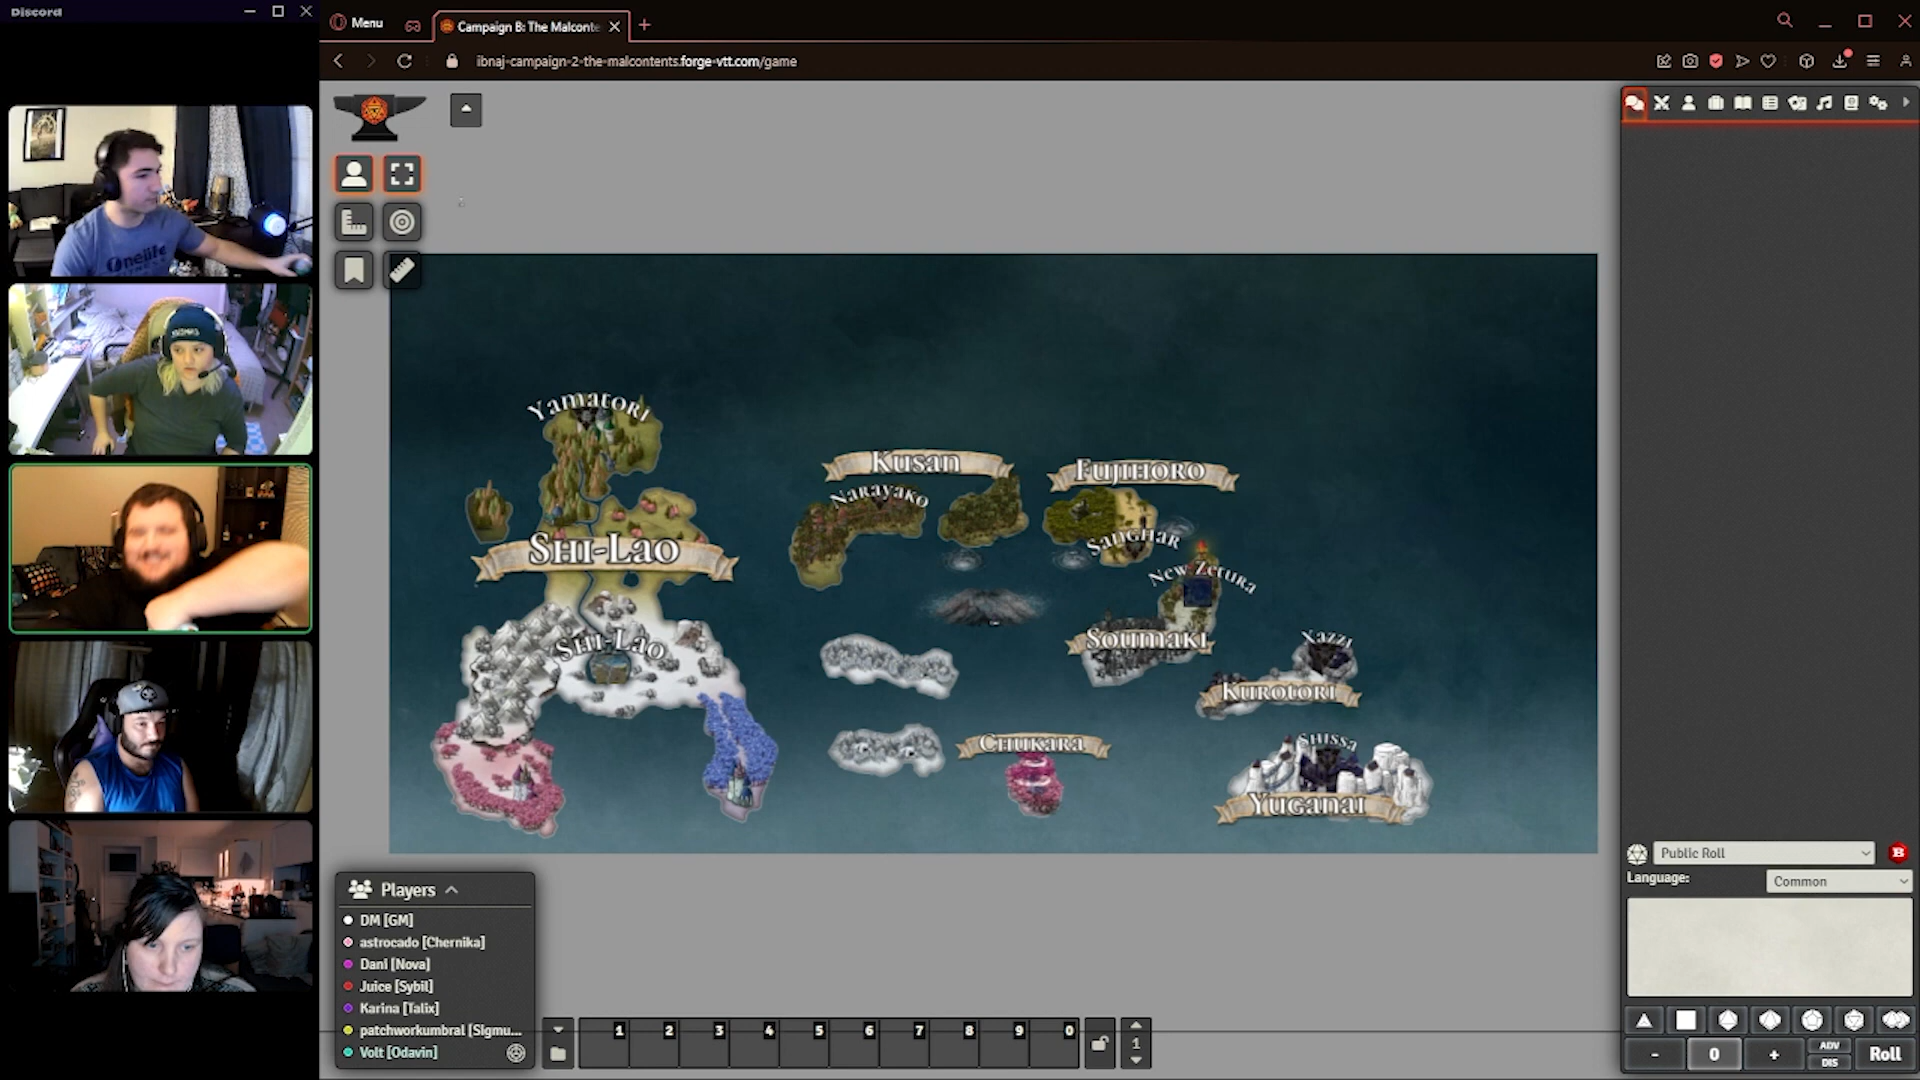 Discord
Menu
Campaign B: The Malconte
ibnaj-campaign-2-the-malcontents.forge-vtt.com/game
Onelife
Yamatori
Kusan
Fujihoro
Narayako
Sanghar
Shi-Lao
New Zetura
Shi-Lao
Soumaki
Xazzi
Kurotori
Chukara
Shissa
Yuganai
Public Roll
Language:
Common
Players
DM [GM]
astrocado [Chernika]
Dani [Nova]
Juice [Sybil]
Karina [Talix]
patchworkumbral [Sigmu...
Volt [Odavin]
1 2 3 4 5 6 7 8 9 0
1
- 0 + ADV DIS Roll